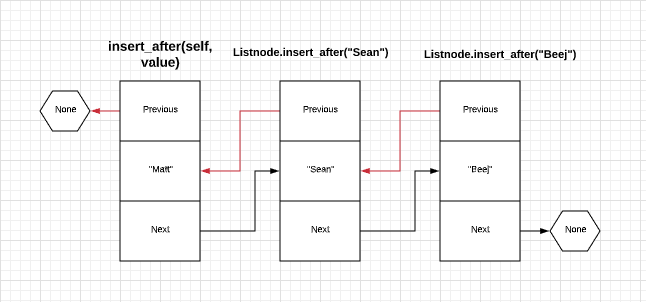 insert_after(self,
value)
Listnode.insert_after("Sean")
Listnode.insert_after("Beej")
None
Previous
Previous
Previous
"Matt"
"Sean"
"Beej"
Next
Next
Next
None